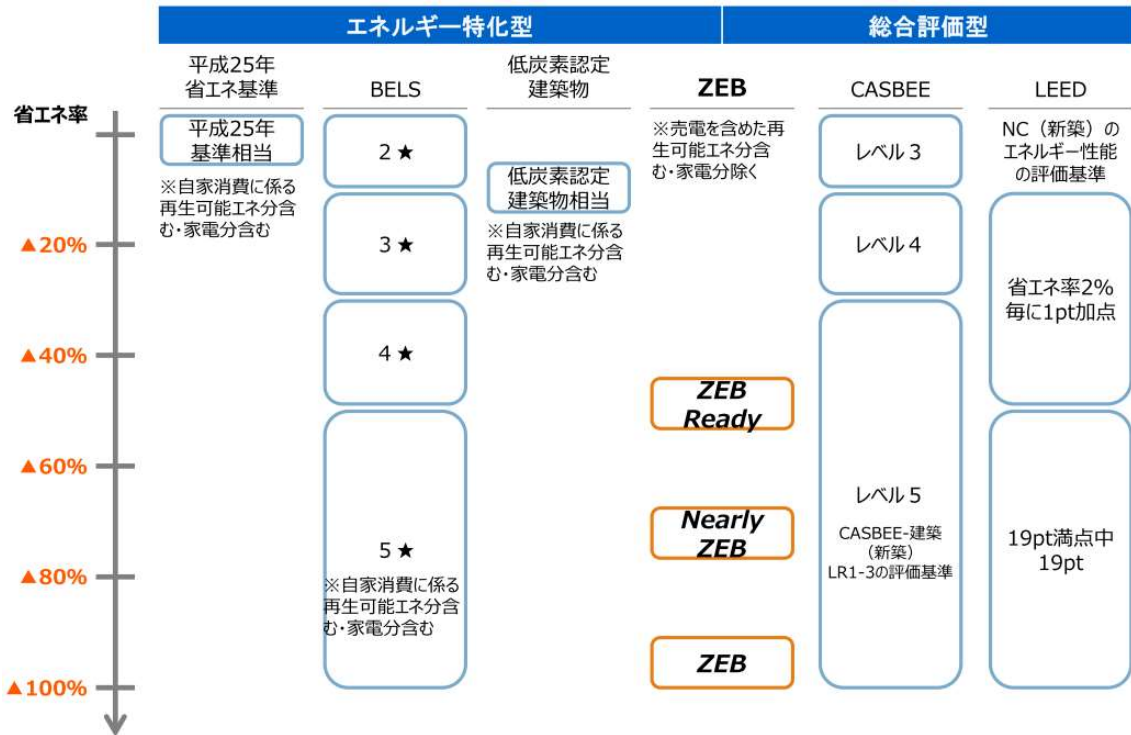 エネルギー特化型
総合評価型
平成25年
省エネ基準
BELS
低炭素認定
建築物
ZEB
CASBEE
LEED
省エネ率
▲20%
▲40%
▲60%
▲80%
▲100%
平成25年
基準相当
※自家消費に係る
再生可能エネ分含
む・家電分含む
2★
3★
4★
5★
※自家消費に係る
再生可能エネ分含
む・家電分含む
低炭素認定
建築物相当
※自家消費に係る
再生可能エネ分含
む・家電分含む
※売電を含めた再
生可能エネ分含
む・家電分除く
ZEB
Ready
Nearly
ZEB
ZEB
レベル3
レベル4
レベル5
CASBEE-建築
(新築)
LR1-3の評価基準
NC(新築)の
エネルギー性能
の評価基準
省エネ率2%
毎に1pt加点
19pt満点中
19pt